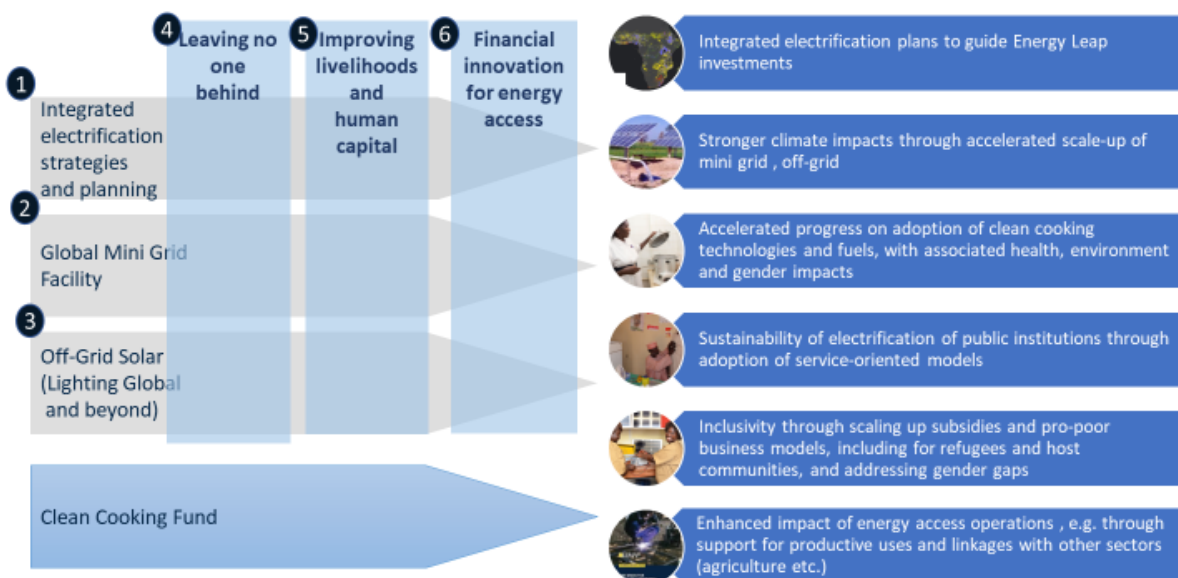 4
Leaving no
one
behind
5
Improving
livelihoods
and
human
capital
6
Financial
innovation
for energy
access
1
Integrated
electrification
strategies
and planning
2
Global Mini Grid
Facility
3
Off-Grid Solar
(Lighting Global
and beyond)
Clean Cooking Fund
Integrated electrification plans to guide Energy Leap
investments
Stronger climate impacts through accelerated scale-up of
mini grid , off-grid
Accelerated progress on adoption of clean cooking
technologies and fuels, with associated health, environment
and gender impacts
Sustainability of electrification of public institutions through
adoption of service-oriented models
Inclusivity through scaling up subsidies and pro-poor
business models, including for refugees and host
communities, and addressing gender gaps
Enhanced impact of energy access operations , e.g. through
support for productive uses and linkages with other sectors
(agriculture etc.)